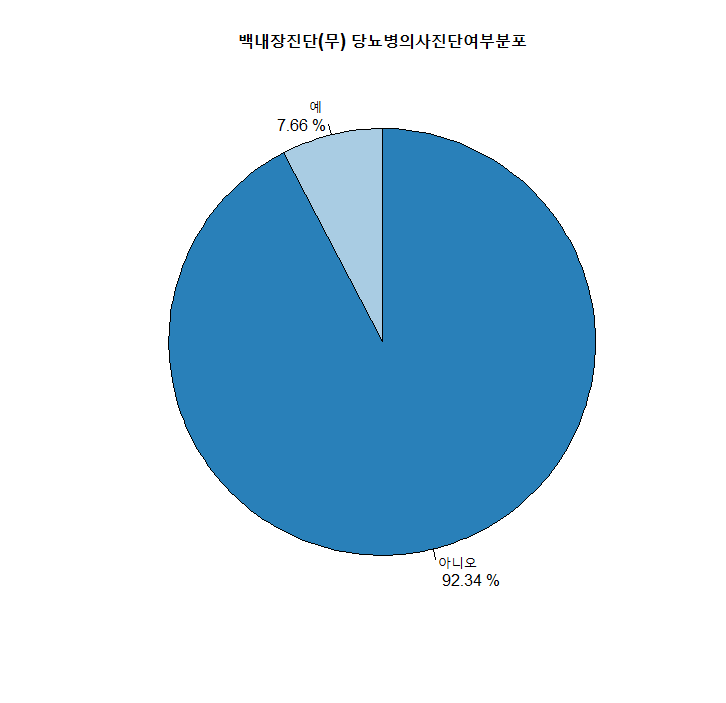 백내장진단(무) 당뇨병의사진단여부분포
예
7.66 %
아니오
92.34 %